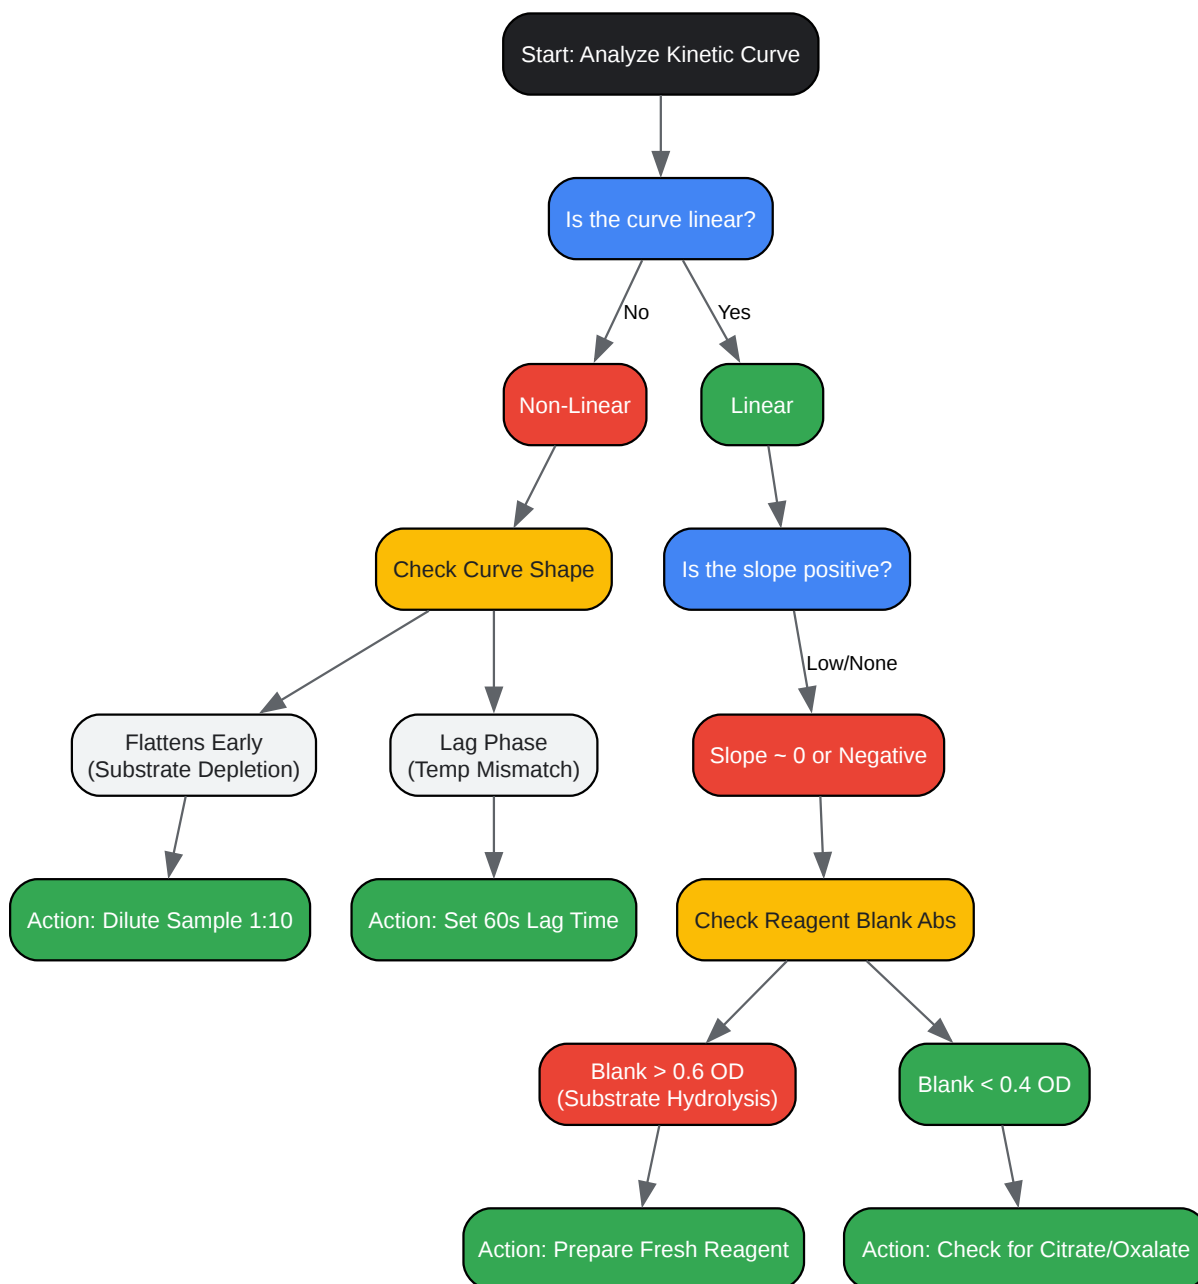 Start: Analyze Kinetic Curve
Is the curve linear?
No
Yes
Non-Linear
Linear
Check Curve Shape
Is the slope positive?
Low/None
Flattens Early
(Substrate Depletion)
Lag Phase
(Temp Mismatch)
Slope ~ 0 or Negative
Action: Dilute Sample 1:10
Action: Set 60s Lag Time
Check Reagent Blank Abs
Blank > 0.6 OD
(Substrate Hydrolysis)
Blank < 0.4 OD
Action: Prepare Fresh Reagent
Action: Check for Citrate/Oxalate